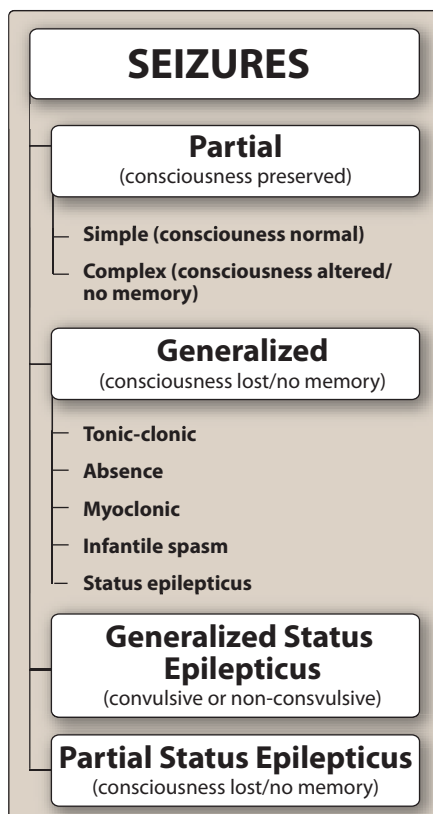 SEIZURES
Partial
(consciousness preserved)
Simple (consciouness normal)
Complex (consciousness altered/
no memory)
Generalized
(consciousness lost/no memory)
Tonic-clonic
Absence
Myoclonic
Infantile spasm
Status epilepticus
Generalized Status
Epilepticus
(convulsive or non-consvulsive)
Partial Status Epilepticus
(consciousness lost/no memory)